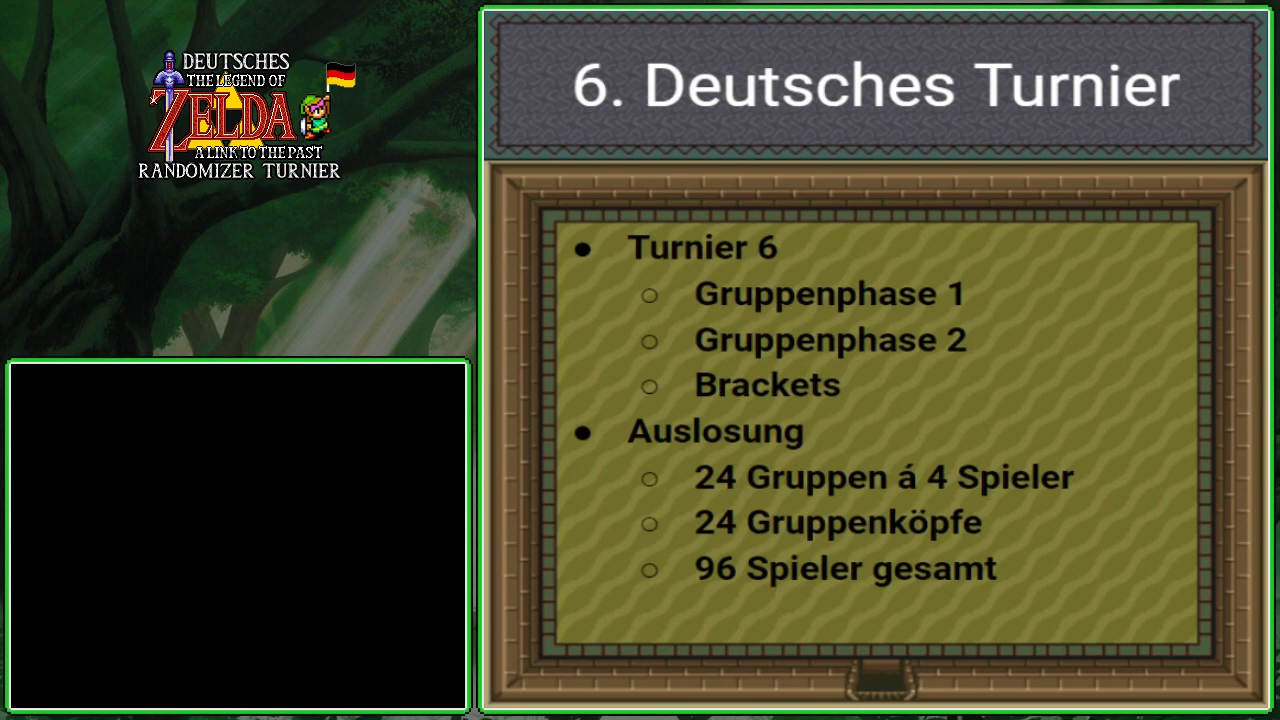 DEUTSCHES
THE LEGEND OF
ZELDA
A LINK TO THE PAST
RANDOMIZER TURNIER
6. Deutsches Turnier
● Turnier 6
○ Gruppenphase 1
○ Gruppenphase 2
○ Brackets
● Auslosung
○ 24 Gruppen á 4 Spieler
○ 24 Gruppenköpfe
○ 96 Spieler gesamt